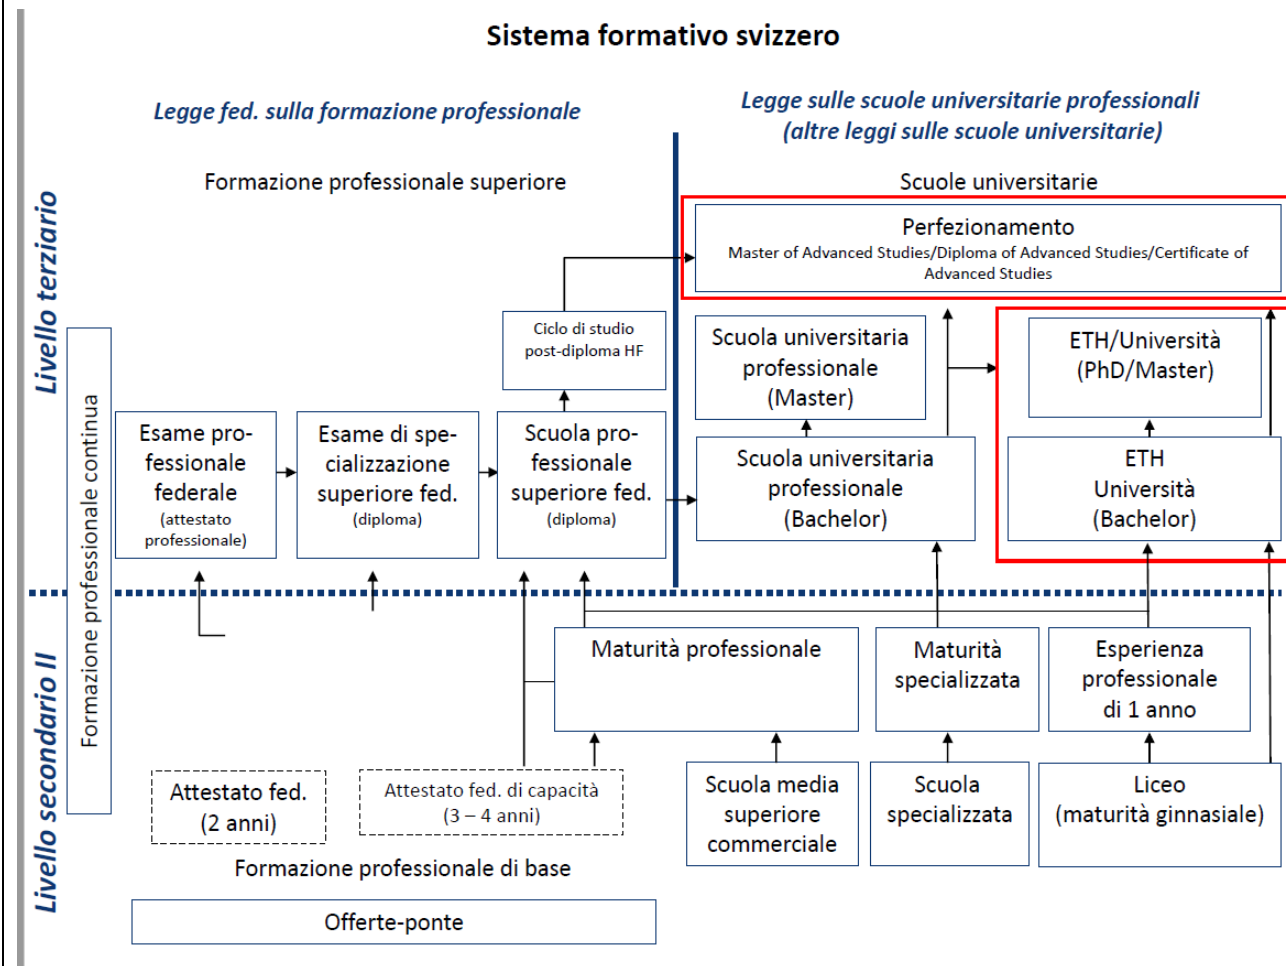 Sistema formativo svizzero
Legge fed. sulla formazione professionale
Legge sulle scuole universitarie professionali
(altre leggi sulle scuole universitarie)
Livello terziario
Formazione professionale superiore
Scuole universitarie
Perfezionamento
Master of Advanced Studies/Diploma of Advanced Studies/Certificate of
Advanced Studies
Ciclo di studio
post-diploma HF
Scuola universitaria
professionale
(Master)
ETH/Università
(PhD/Master)
Formazione professionale continua
Esame pro-
fessionale
federale
(attestato
professionale)
Esame di spe-
cializzazione
superiore fed.
(diploma)
Scuola pro-
fessionale
superiore fed.
(diploma)
Scuola universitaria
professionale
(Bachelor)
ETH
Università
(Bachelor)
Livello secondario II
Maturità professionale
Maturità
specializzata
Esperienza
professionale
di 1 anno
Attestato fed.
(2 anni)
Attestato fed. di capacità
(3 – 4 anni)
Scuola media
superiore
commerciale
Scuola
specializzata
Liceo
(maturità ginnasiale)
Formazione professionale di base
Offerte-ponte